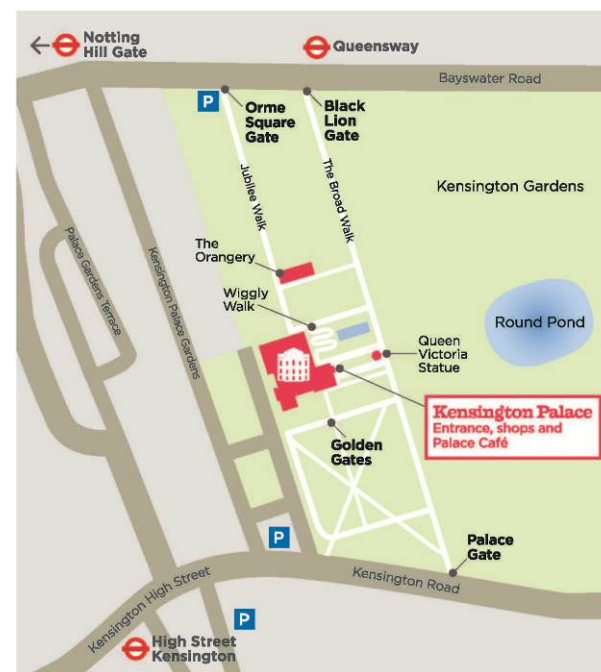 Notting
Hill Gate
Queensway
Bayswater Road
P
Orme
Square
Gate
Black
Lion
Gate
Jubilee Walk
The Broad Walk
Kensington Gardens
Palace Gardens Terrace
Kensington Palace Gardens
The
Orangery
Wiggly
Walk
Round Pond
Queen
Victoria
Statue
Kensington Palace
Entrance, shops and
Palace Café
Golden
Gates
P
Palace
Gate
Kensington High Street
Kensington Road
P
High Street
Kensington